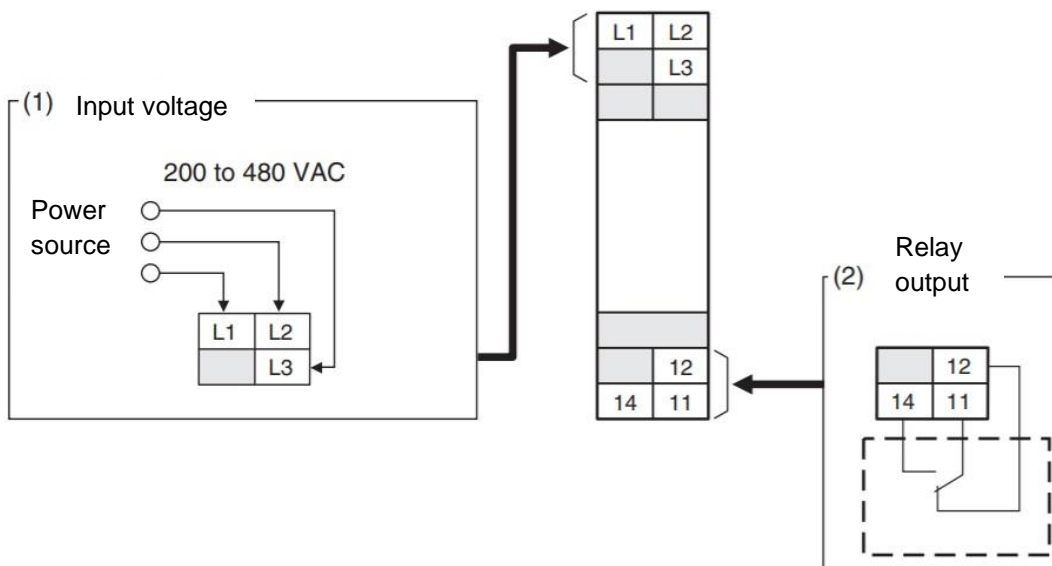 (1) Input voltage
200 to 480 VAC
Power
source
L1 L2
L3
L1 L2
L3
12
14 11
(2) Relay
output
12
14 11